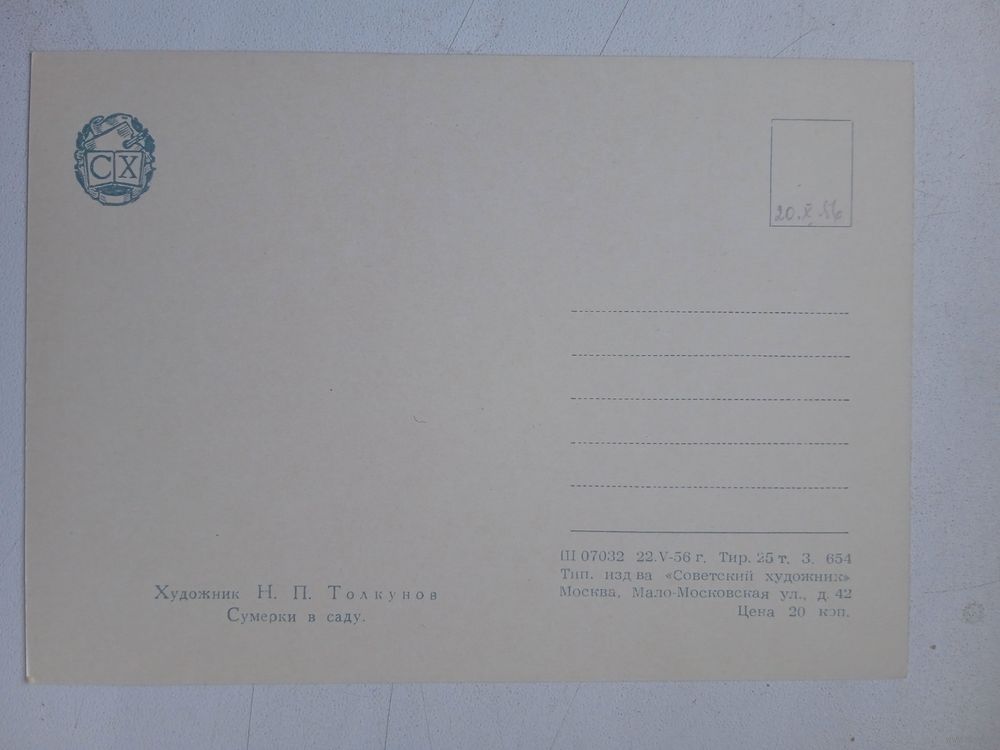 СХ
20.X.56
Ш 07032 22.V-56 г. Тир. 25 т. З. 654
Тип. изд-ва «Советский художник»
Москва, Мало-Московская ул., д. 42
Цена 20 коп.
Художник Н. П. Толкунов
Сумерки в саду.